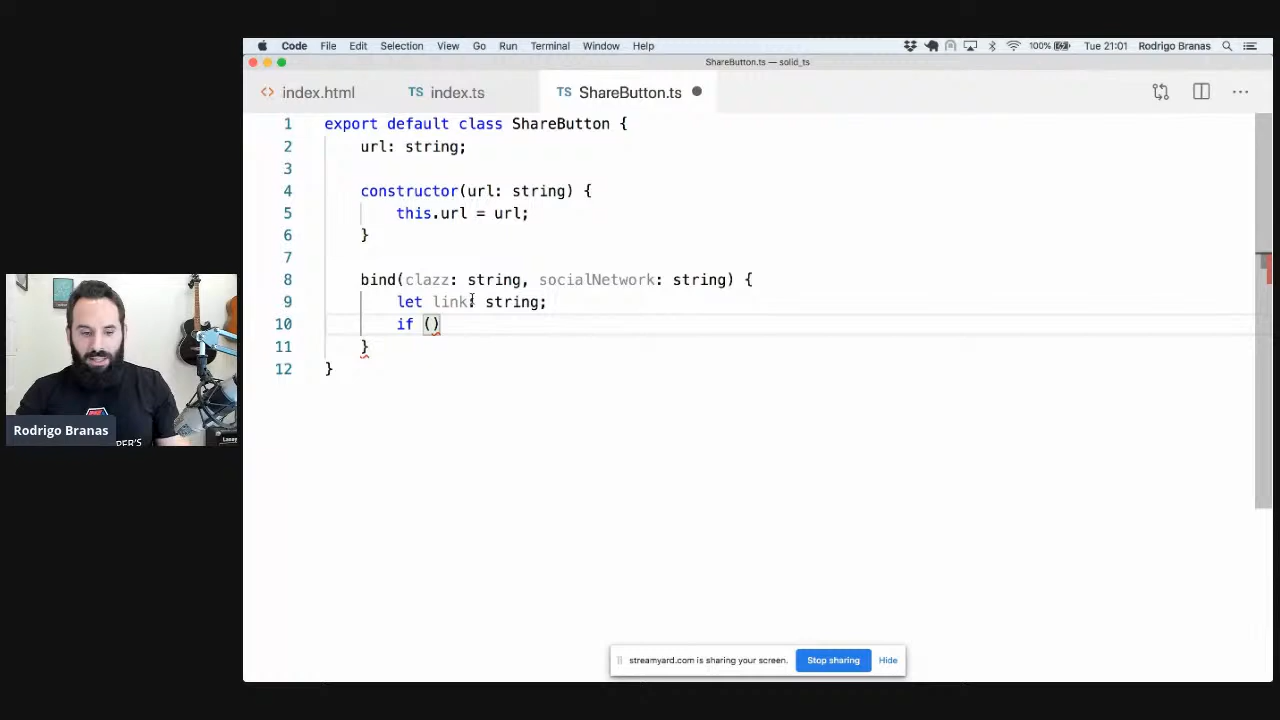 Code File Edit Selection View Go Run Terminal Window Help 100% Tue 21:01 Rodrigo Branas
ShareButton.ts — solid_ts
<> index.html TS index.ts TS ShareButton.ts
1 export default class ShareButton {
2 url: string;
3
4 constructor(url: string) {
5 this.url = url;
6 }
7
8 bind(clazz: string, socialNetwork: string) {
9 let link: string;
10 if ()
11 }
12 }
Rodrigo Branas
streamyard.com is sharing your screen. Stop sharing Hide